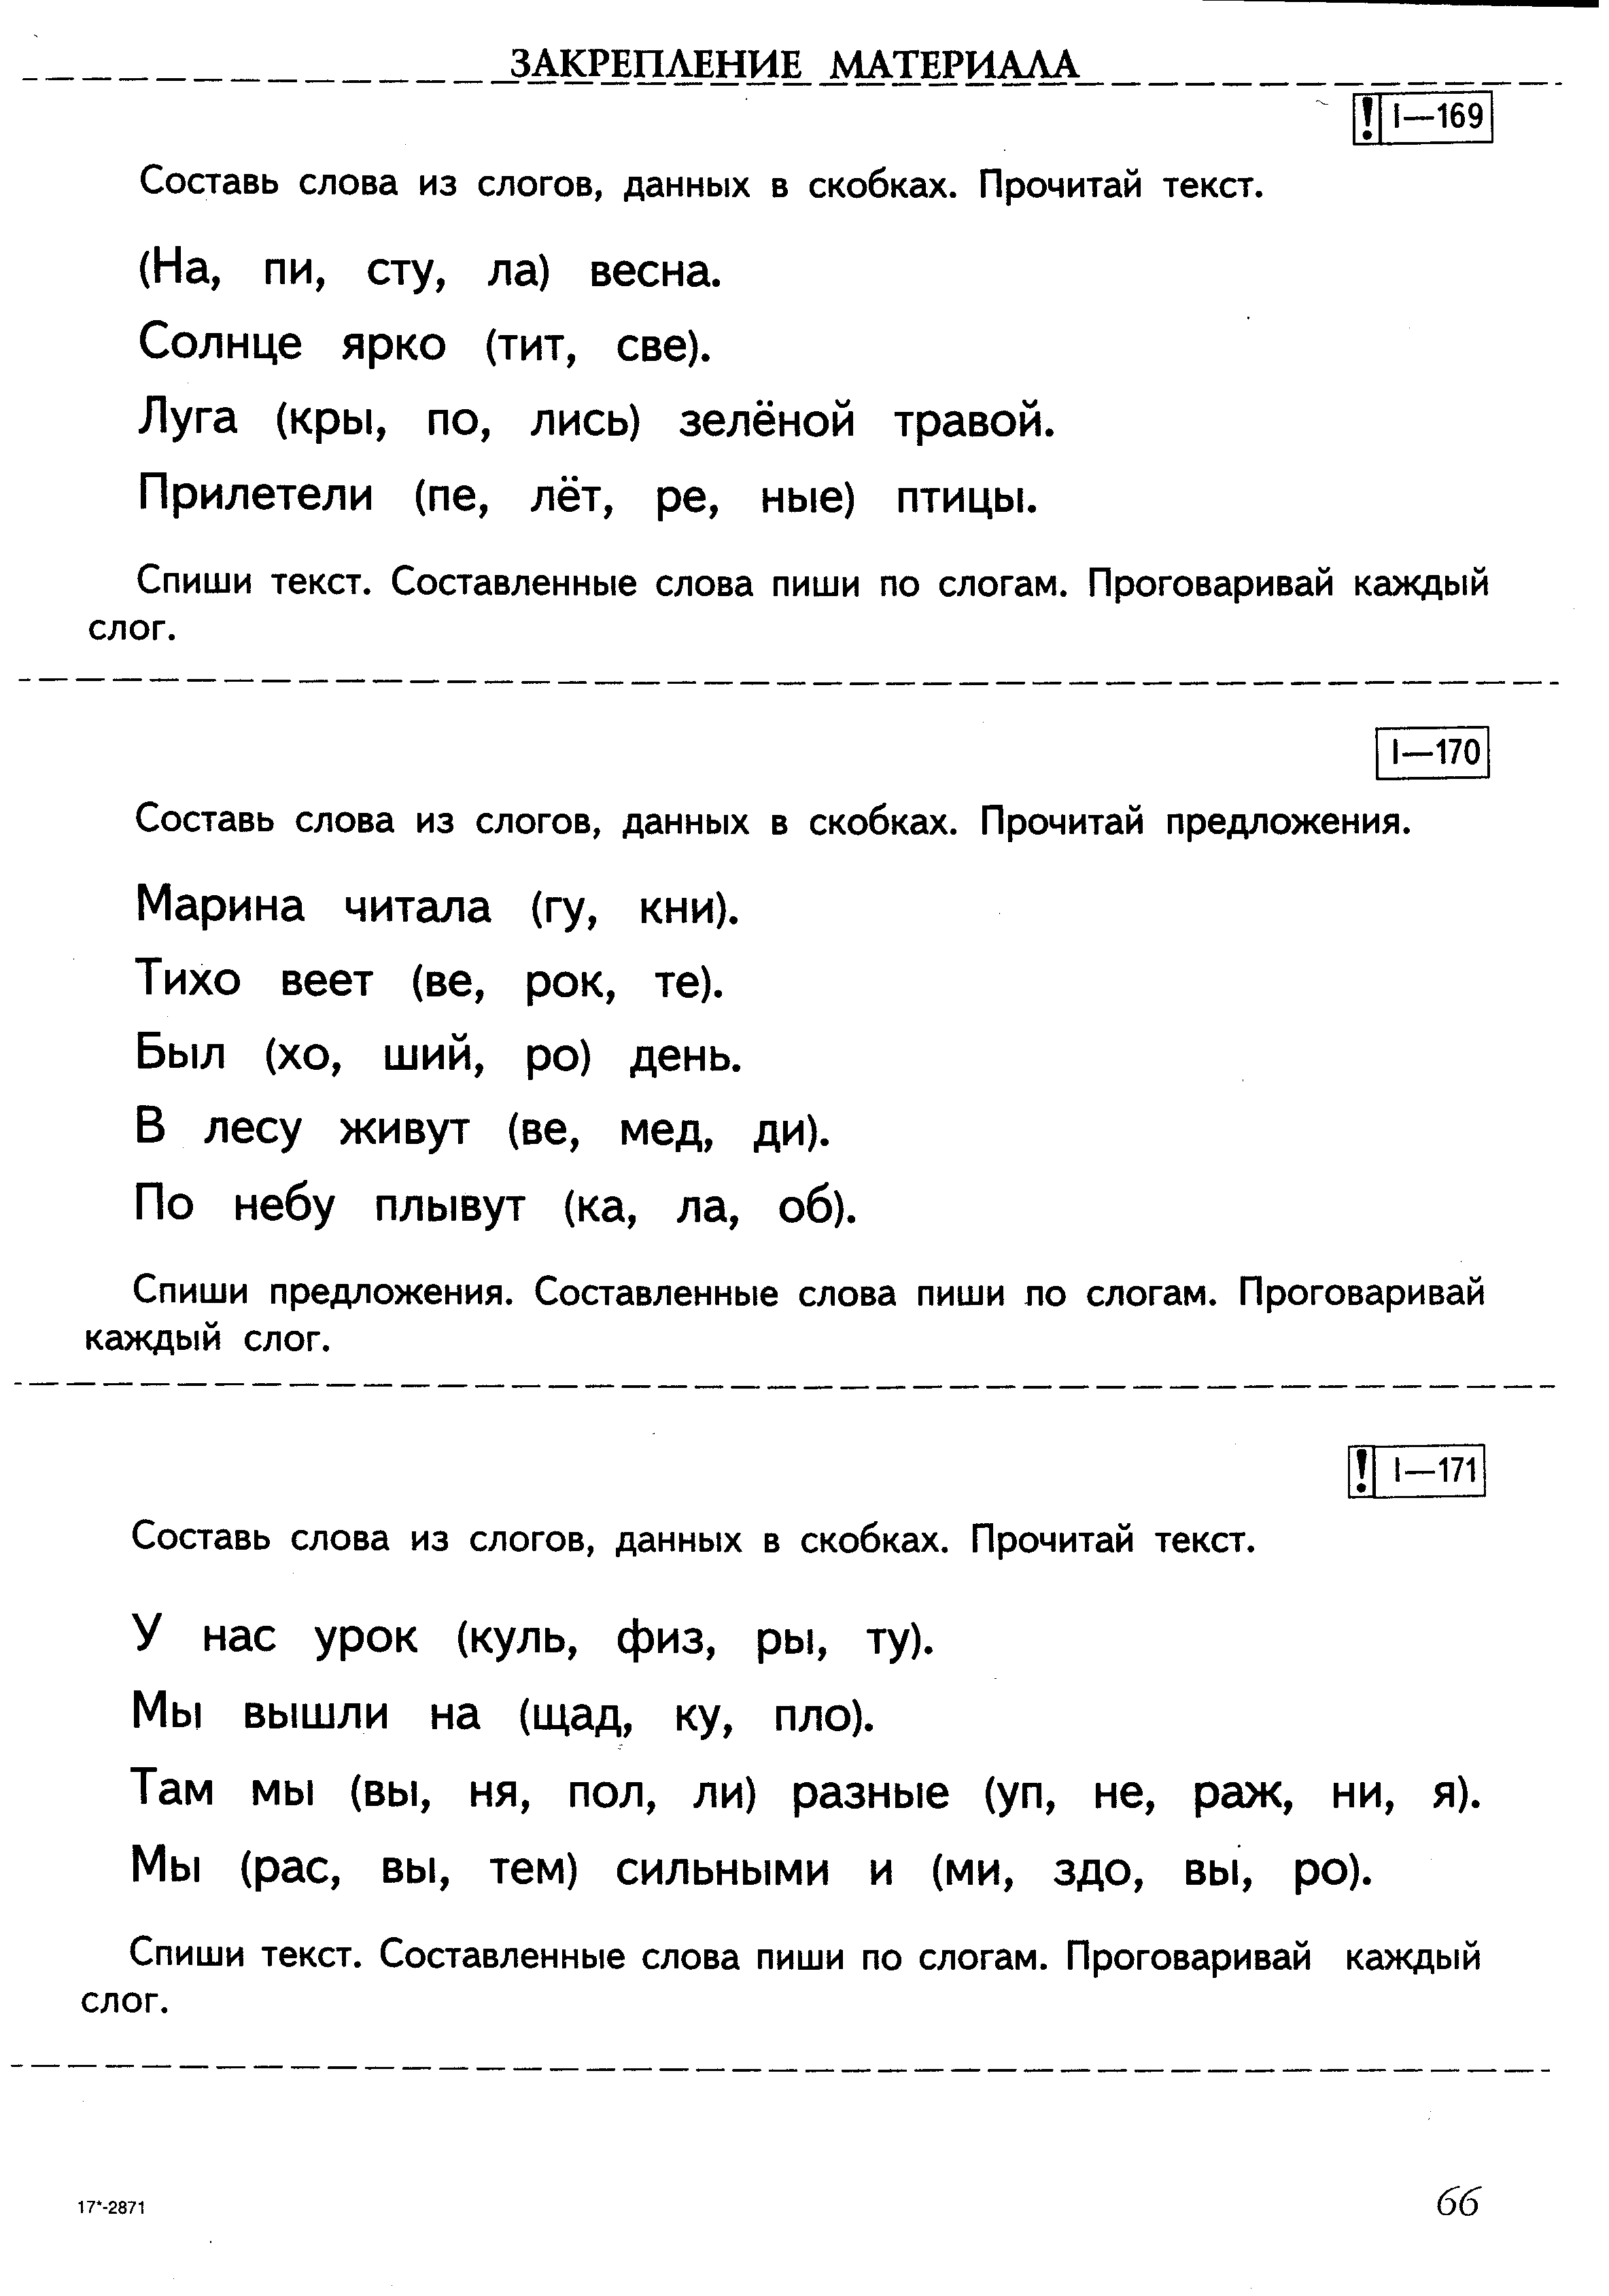 ЗАКРЕПЛЕНИЕ МАТЕРИАЛА
! I—169
Составь слова из слогов, данных в скобках. Прочитай текст.
(На, пи, сту, ла) весна.
Солнце ярко (тит, све).
Луга (кры, по, лись) зелёной травой.
Прилетели (пе, лёт, ре, ные) птицы.
Спиши текст. Составленные слова пиши по слогам. Проговаривай каждый
слог.
I—170
Составь слова из слогов, данных в скобках. Прочитай предложения.
Марина читала (гу, кни).
Тихо веет (ве, рок, те).
Был (хо, ший, ро) день.
В лесу живут (ве, мед, ди).
По небу плывут (ка, ла, об).
Спиши предложения. Составленные слова пиши по слогам. Проговаривай
каждый слог.
! I—171
Составь слова из слогов, данных в скобках. Прочитай текст.
У нас урок (куль, физ, ры, ту).
Мы вышли на (щад, ку, пло).
Там мы (вы, ня, пол, ли) разные (уп, не, раж, ни, я).
Мы (рас, вы, тем) сильными и (ми, здо, вы, ро).
Спиши текст. Составленные слова пиши по слогам. Проговаривай каждый
слог.
17*-2871
66